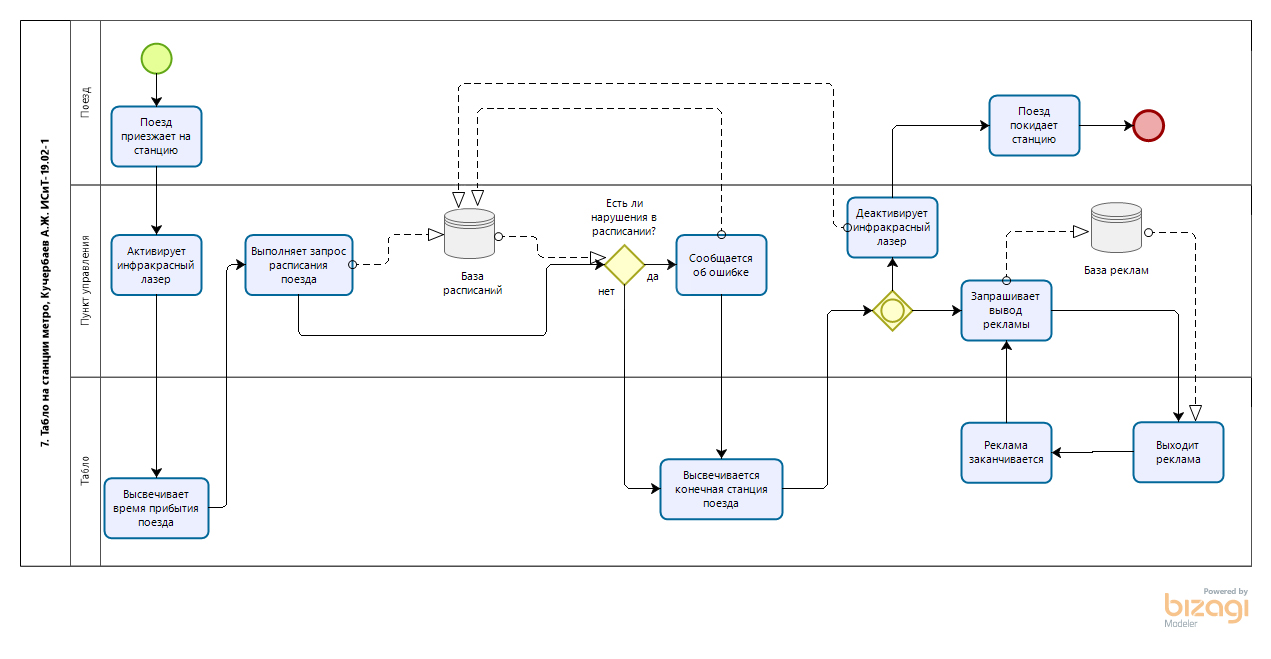 7. Табло на станции метро, Кучербаев А.Ж. ИСиТ-19.02-1
Поезд
Поезд
приезжает на
станцию
Поезд
покидает
станцию
Пункт управления
Активирует
инфракрасный
лазер
Выполняет запрос
расписания
поезда
База
расписаний
Есть ли
нарушения в
расписании?
да
нет
Сообщается
об ошибке
Деактивирует
инфракрасный
лазер
Запрашивает
вывод
рекламы
База реклам
Табло
Высвечивает
время прибытия
поезда
Высвечивается
конечная станция
поезда
Реклама
заканчивается
Выходит
реклама
Powered by
bizagi
Modeler